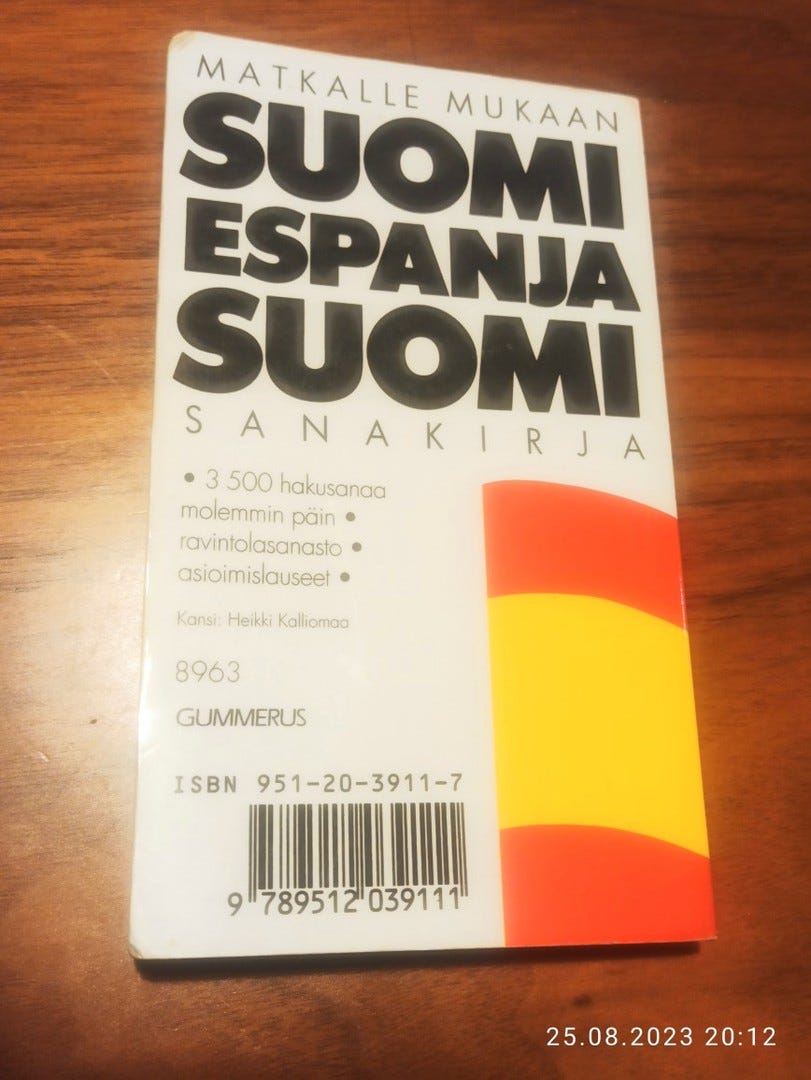 MATKALLE MUKAAN
SUOMI
ESPANJA
SUOMI
SANAKIRJA
• 3 500 hakusanaa
molemmin päin •
ravintolasanasto •
asioimislauseet •
Kansi: Heikki Kalliomaa
8963
GUMMERUS
ISBN 951-20-3911-7
9 789512 039111
25.08.2023 20:12